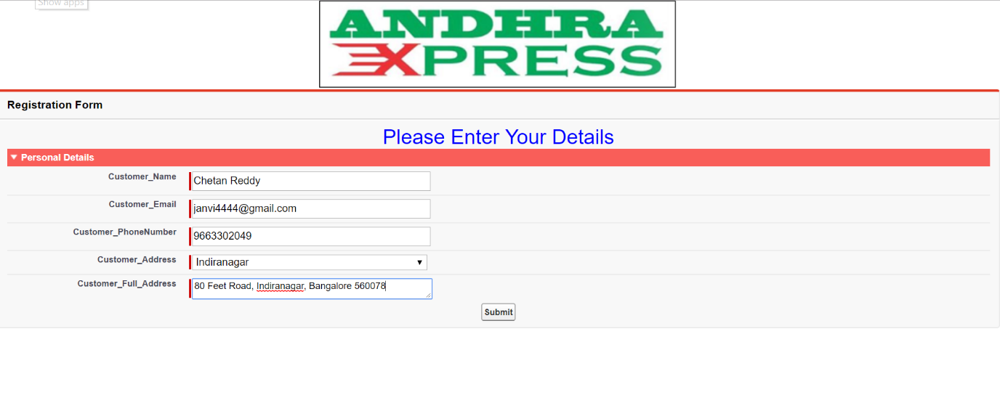 Show apps
ANDHRA
XPRESS
Registration Form
Please Enter Your Details
Personal Details
Customer_Name Chetan Reddy
Customer_Email janvi4444@gmail.com
Customer_PhoneNumber 9663302049
Customer_Address Indiranagar
Customer_Full_Address 80 Feet Road, Indiranagar, Bangalore 560078
Submit